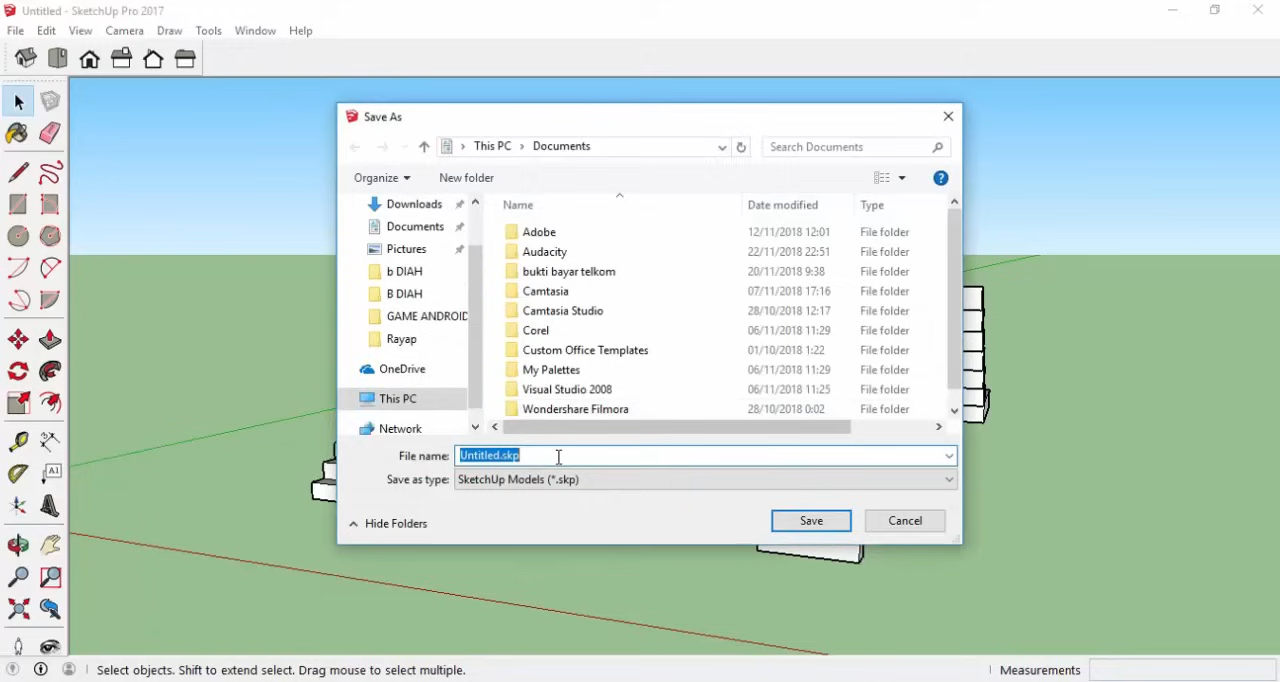 Untitled - SketchUp Pro 2017
File Edit View Camera Draw Tools Window Help
Save As
This PC > Documents
Search Documents
Organize New folder
Downloads
Documents
Pictures
b DIAH
B DIAH
GAME ANDROID
Rayap
OneDrive
This PC
Network
Name Date modified Type
Adobe 12/11/2018 12:01 File folder
Audacity 22/11/2018 22:51 File folder
bukti bayar telkom 20/11/2018 9:38 File folder
Camtasia 07/11/2018 17:16 File folder
Camtasia Studio 28/10/2018 12:17 File folder
Corel 06/11/2018 11:29 File folder
Custom Office Templates 01/10/2018 1:22 File folder
My Palettes 06/11/2018 11:29 File folder
Visual Studio 2008 06/11/2018 11:25 File folder
Wondershare Filmora 28/10/2018 0:02 File folder
File name: Untitled.skp
Save as type: SketchUp Models (*.skp)
Hide Folders Save Cancel
A1
Select objects. Shift to extend select. Drag mouse to select multiple. Measurements